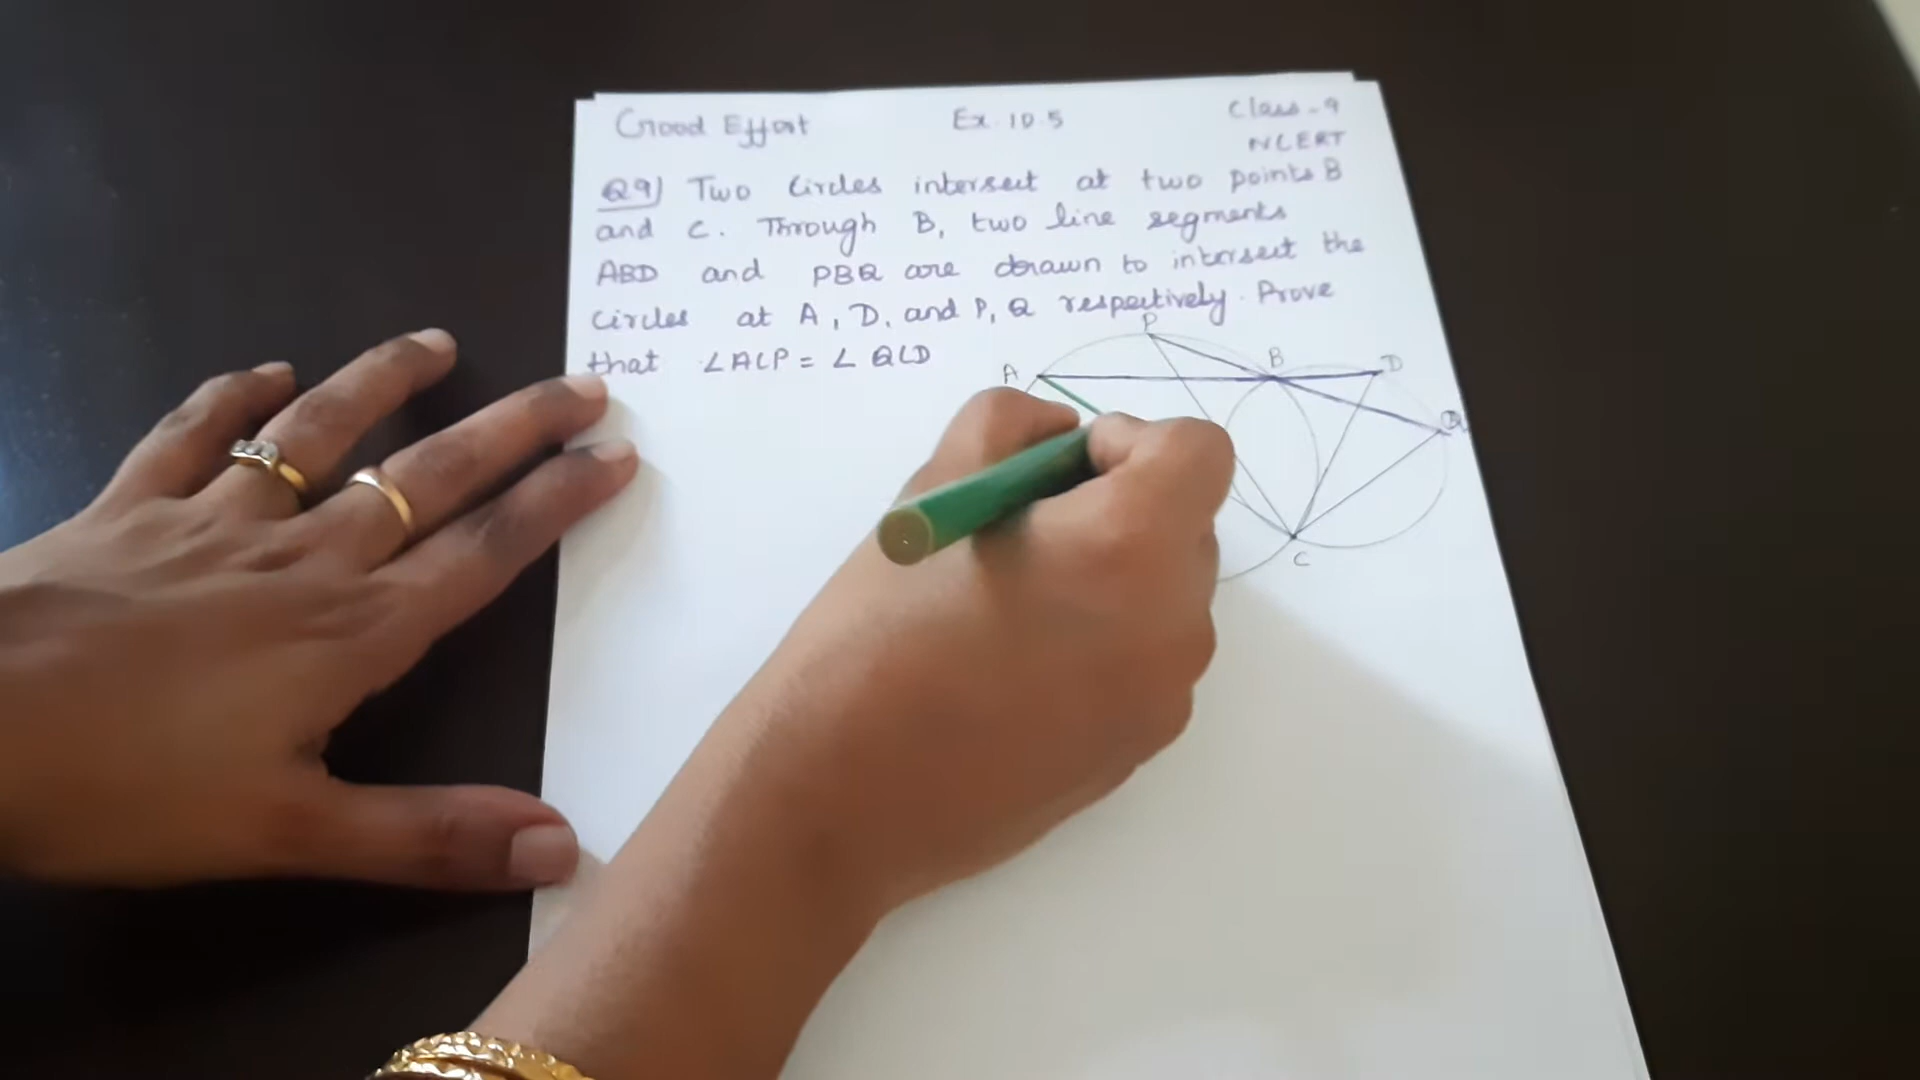 Good Effort Ex. 10.5 Class-9
NCERT
Q9) Two Circles intersect at two points B
and C. Through B, two line segments
ABD and PBQ are drawn to intersect the
circles at A, D, and P, Q respectively. Prove
that ∠ACP = ∠QCD
P
A B D
Q
C